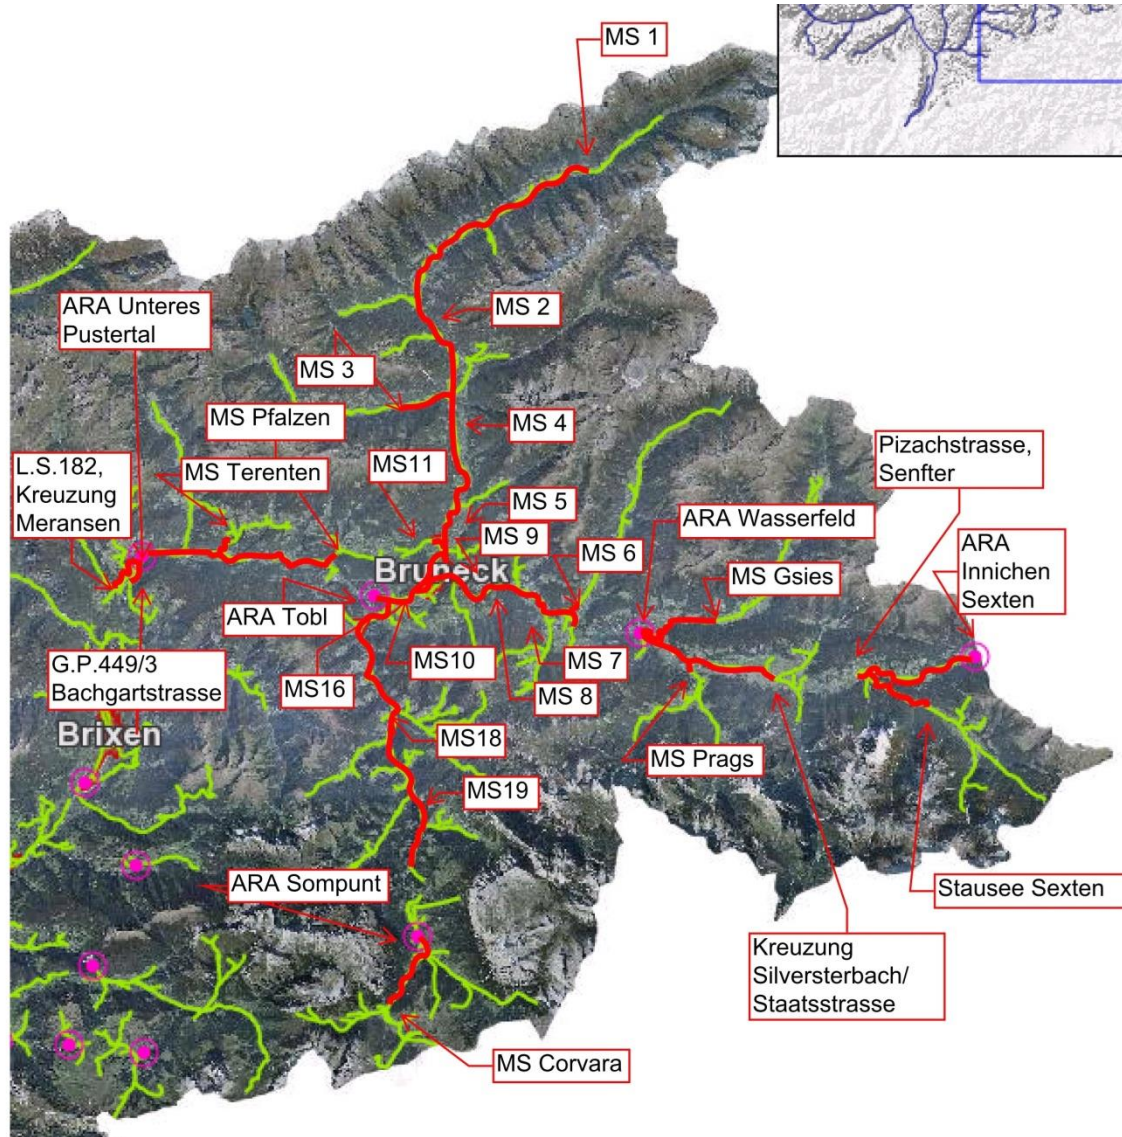 MS 1
ARA Unteres
Pustertal
MS 2
MS 3
MS Pfalzen
MS 4
L.S.182,
Kreuzung
Meransen
MS Terenten
MS11
Pizachstrasse,
Senfter
MS 5
ARA Wasserfeld
MS 9
MS 6
ARA
Innichen
Sexten
Bruneck
MS Gsies
ARA Tobl
G.P.449/3
Bachgartstrasse
MS10
MS 7
MS16
MS 8
Brixen
MS18
MS Prags
MS19
ARA Sompunt
Stausee Sexten
Kreuzung
Silversterbach/
Staatsstrasse
MS Corvara